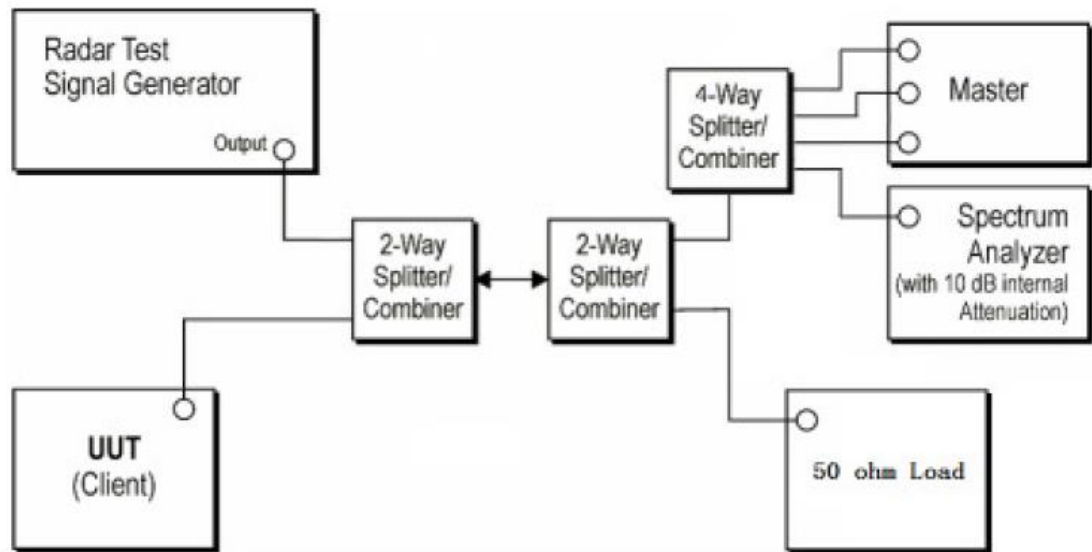 Radar Test
Signal Generator
Output
4-Way
Splitter/
Combiner
Master
2-Way
Splitter/
Combiner
2-Way
Splitter/
Combiner
Spectrum
Analyzer
(with 10 dB internal
Attenuation)
UUT
(Client)
50 ohm Load